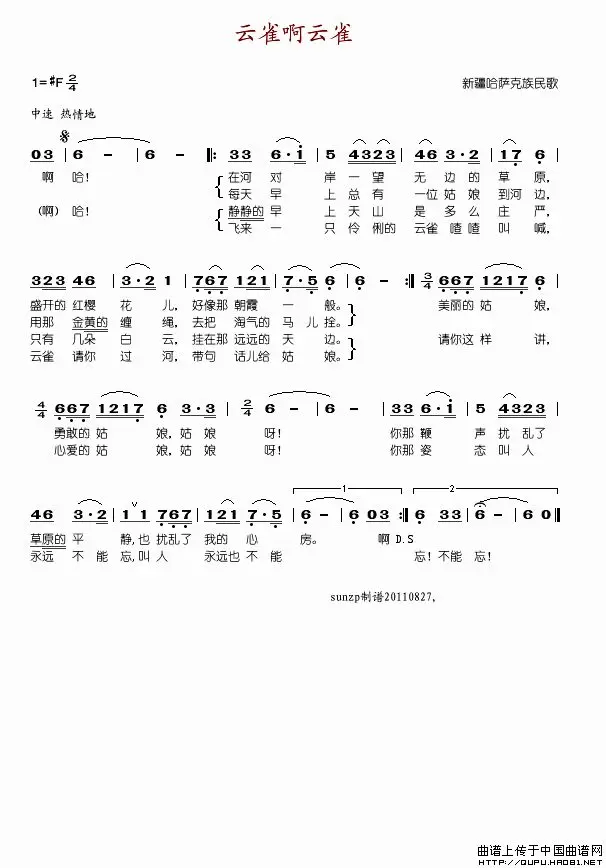 云雀啊云雀
1=#F 2/4
新疆哈萨克族民歌
中速 热情地
03 | 6 - | 6 - |: 33 6·i | 5 4323 | 46 3·2 | 17 6 |
啊 哈! 在河 对 岸 一 望 无 边 的 草 原,
每天 早 上 总 有 一位 姑 娘 到 河 边,
(啊) 哈! 静静的 早 上 天 山 是 多 么 庄 严,
飞来 一 只 伶 俐的 云雀 喳 喳 叫 喊,
323 46 | 3·2 1 | 767 121 | 7·5 6 | 6 - :| 3/4 667 1217 6 |
盛开的 红樱 花 儿, 好像那 朝霞 一 般。 美丽的 姑 娘,
用那 金黄的 缠 绳, 去把 淘气的 马 儿 拴。
只有 几朵 白 云, 挂在那 远远的 天 边。 请你 这 样 讲,
云雀 请你 过 河, 带句 话儿给 姑 娘。
4/4 667 1217 6 3·3 | 2/4 6 - | 6 - | 33 6·i | 5 4323 |
勇敢的 姑 娘, 姑 娘 呀! 你那 鞭 声 扰乱了
心爱的 姑 娘, 姑 娘 呀! 你那 姿 态 叫人
46 3·2 | 1 1 767 | 121 7·5 | 6 - | 6 03 :| 6 33 | 6 - | 6 0 ||
1
2
草原的 平 静,也 扰乱了 我的 心 房。 啊 D.S
永远 不 能 忘,叫人 永远也 不 能 忘! 不能 忘!
sunzp制谱20110827,
曲谱上传于中国曲谱网
HTTP://QUPU.HAO81.NET